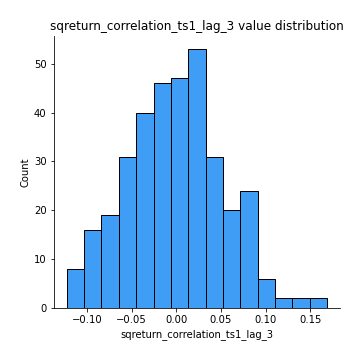 sqreturn_correlation_ts1_lag_3 value distribution
50
40
30
20
10
0
Count
−0.10 −0.05 0.00 0.05 0.10 0.15
sqreturn_correlation_ts1_lag_3